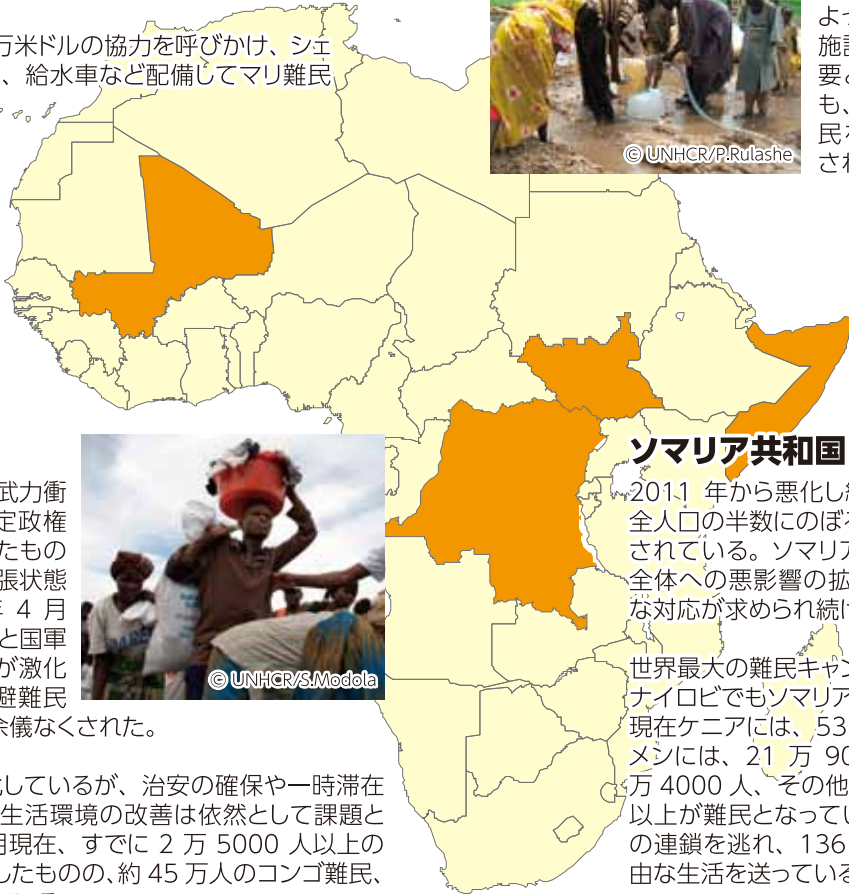 万米ドルの協力を呼びかけ、シェ
、給水車など配備してマリ難民
© UNHCR/P.Rulashe
よっ
施設
要と
も、
民を
され
武力衝
定政権
たもの
張状態
年 4 月
と国軍
が激化
避難民
余儀なくされた。
© UNHCR/S.Modola
化しているが、治安の確保や一時滞在
生活環境の改善は依然として課題と
月現在、すでに 2 万 5000 人以上の
したものの、約 45 万人のコンゴ難民、
ソマリア共和国
2011 年から悪化し
全人口の半数にのぼる
されている。ソマリア
全体への悪影響の拡
な対応が求められ続け
世界最大の難民キャン
ナイロビでもソマリア
現在ケニアには、53
メンには、21 万 90
万 4000 人、その他
以上が難民となってい
の連鎖を逃れ、136
由な生活を送っている